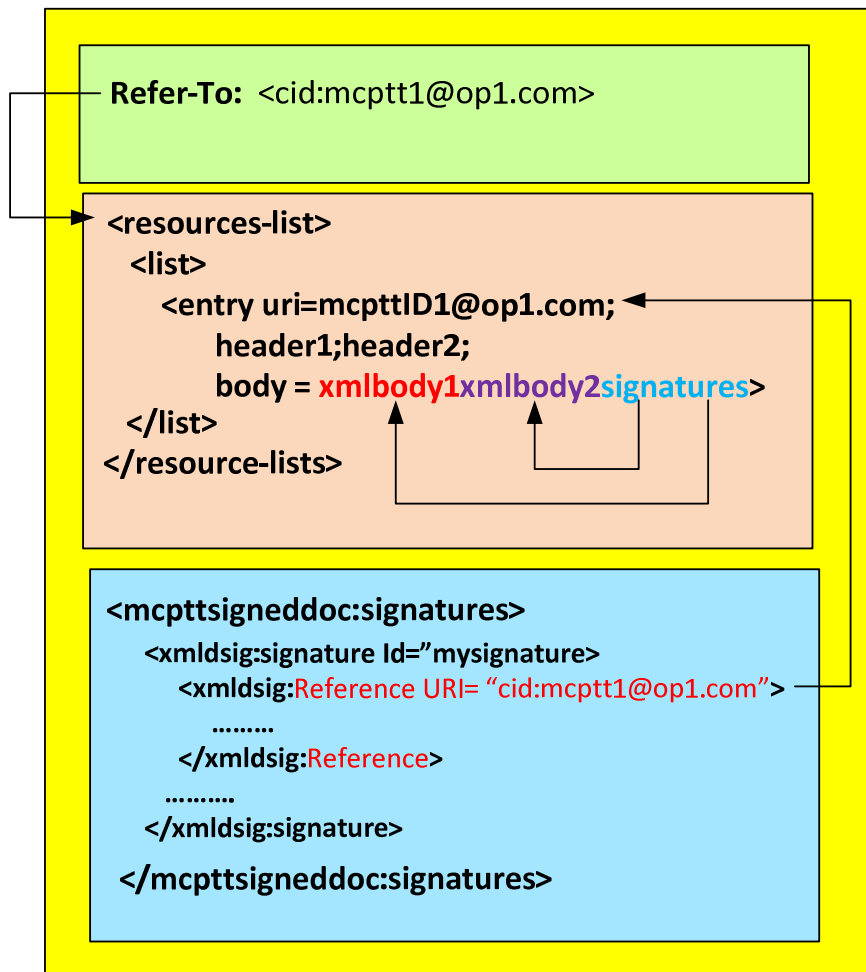 Refer-To: <cid:mcptt1@op1.com>
<resources-list>
<list>
<entry uri=mcpttID1@op1.com;
header1;header2;
body = xmlbody1xmlbody2signatures>
</list>
</resource-lists>
<mcpttsigneddoc:signatures>
<xmldsig:signature Id=”mysignature>
<xmldsig:Reference URI= “cid:mcptt1@op1.com”>
………
</xmldsig:Reference>
……….
</xmldsig:signature>
</mcpttsigneddoc:signatures>